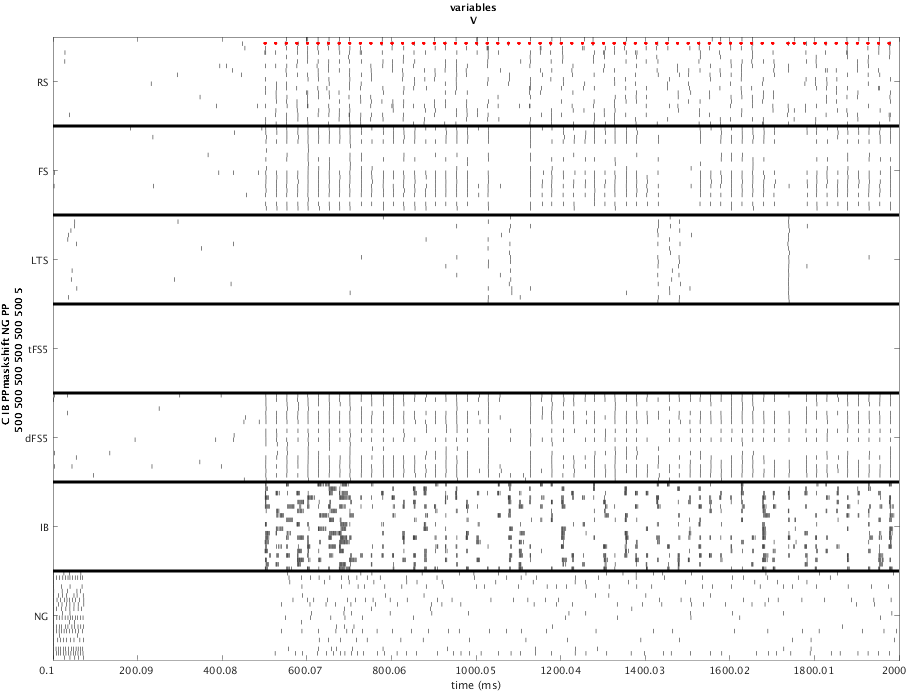 variables
V
C IB PPmaskshift NG PP
500 500 500 500 500 500 5
RS
FS
LTS
tFS5
dFS5
IB
NG
0.1 200.09 400.08 600.07 800.06 1000.05 1200.04 1400.03 1600.02 1800.01 2000
time (ms)